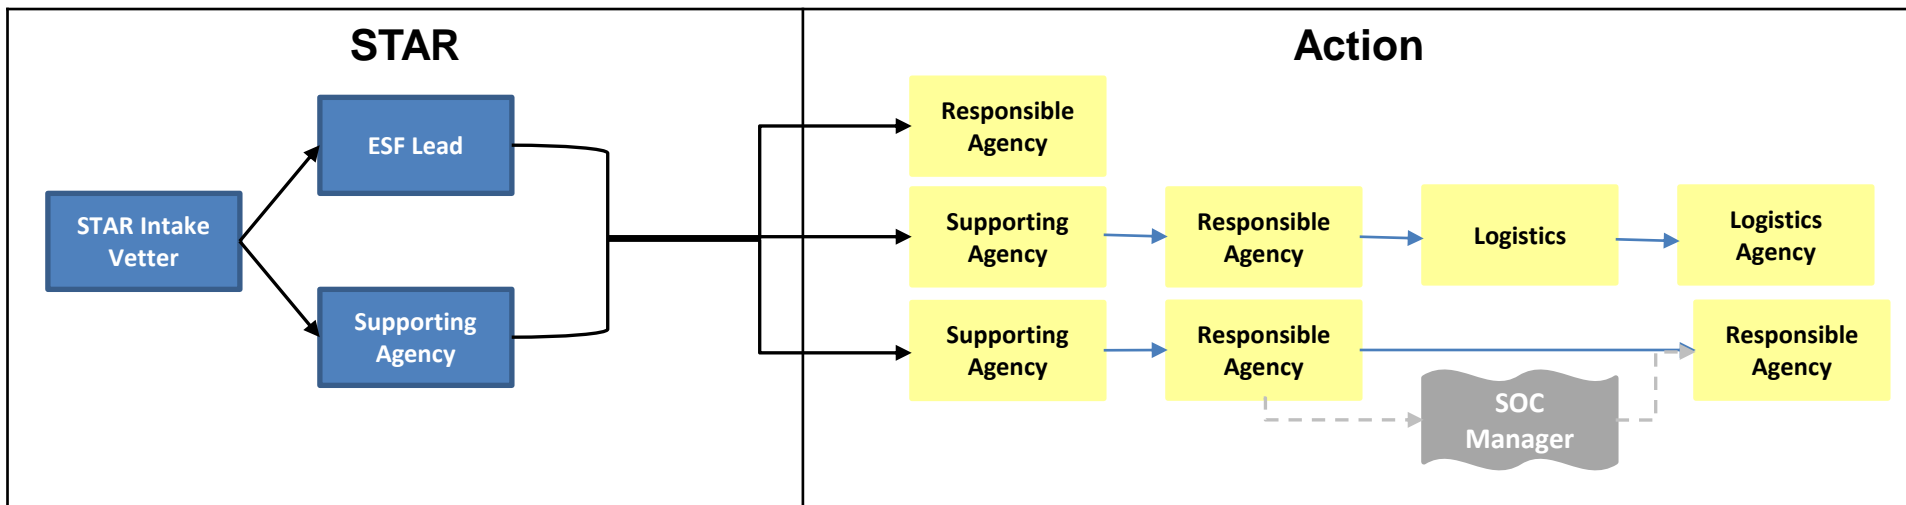 STAR
Action
STAR Intake
Vetter
ESF Lead
Supporting
Agency
Responsible
Agency
Supporting
Agency
Responsible
Agency
Logistics
Logistics
Agency
Supporting
Agency
Responsible
Agency
SOC
Manager
Responsible
Agency